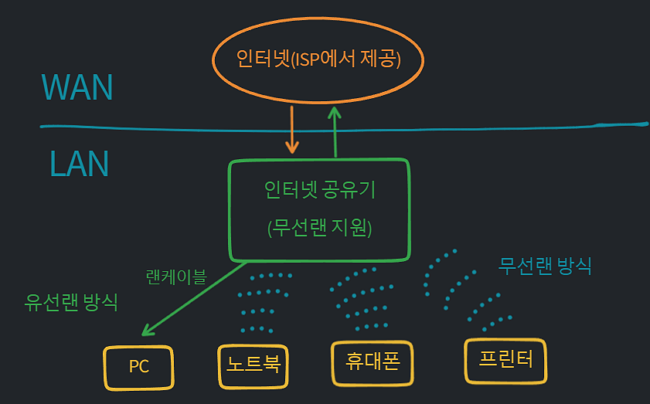 인터넷(ISP에서 제공)
WAN
LAN
인터넷 공유기
(무선랜 지원)
무선랜 방식
랜케이블
유선랜 방식
PC
노트북
휴대폰
프린터